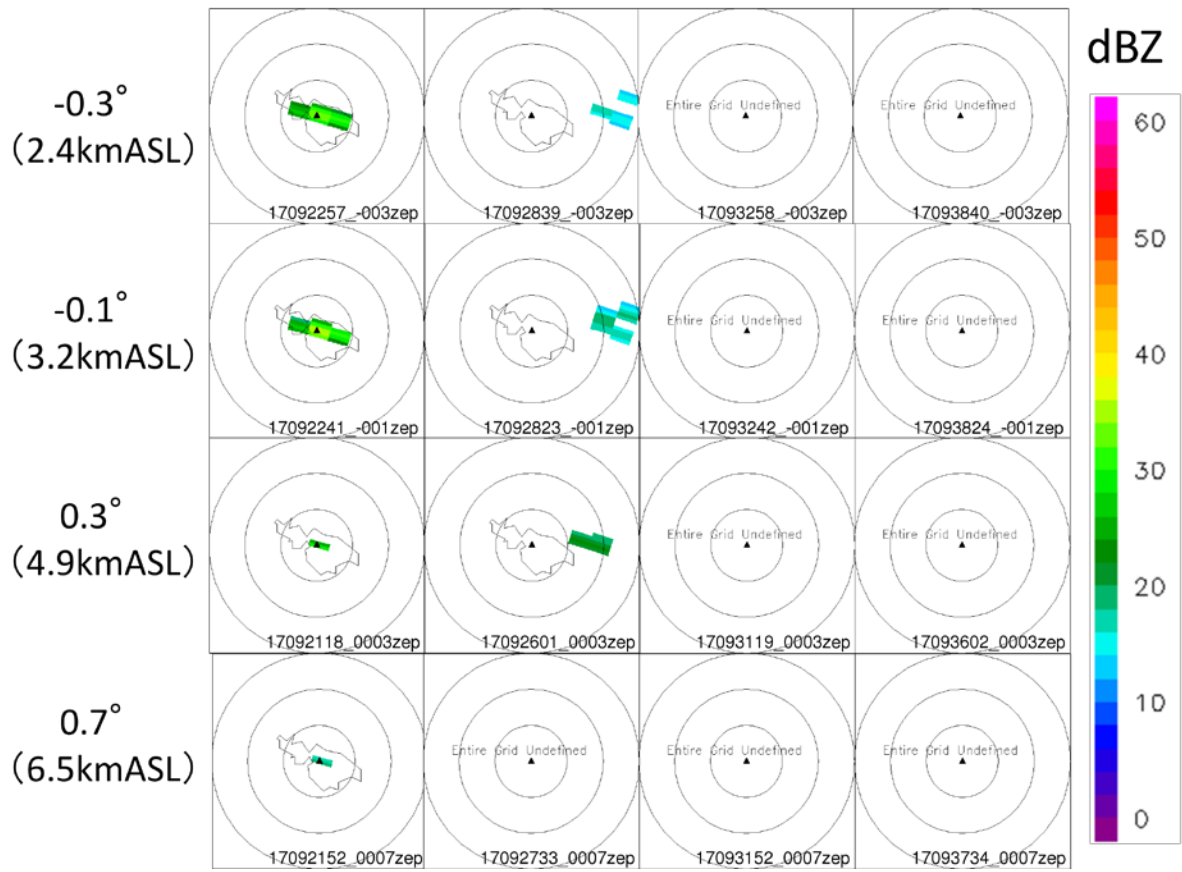 dBZ
-0.3°
（2.4kmASL）
Entire Grid Undefined
Entire Grid Undefined
17092257_-003zep
17092839_-003zep
17093258_-003zep
17093840_-003zep
-0.1°
（3.2kmASL）
Entire Grid Undefined
Entire Grid Undefined
17092241_-001zep
17092823_-001zep
17093242_-001zep
17093824_-001zep
0.3°
（4.9kmASL）
Entire Grid Undefined
Entire Grid Undefined
17092118_0003zep
17092601_0003zep
17093119_0003zep
17093602_0003zep
0.7°
（6.5kmASL）
Entire Grid Undefined
Entire Grid Undefined
Entire Grid Undefined
17092152_0007zep
17092733_0007zep
17093152_0007zep
17093734_0007zep
60
50
40
30
20
10
0